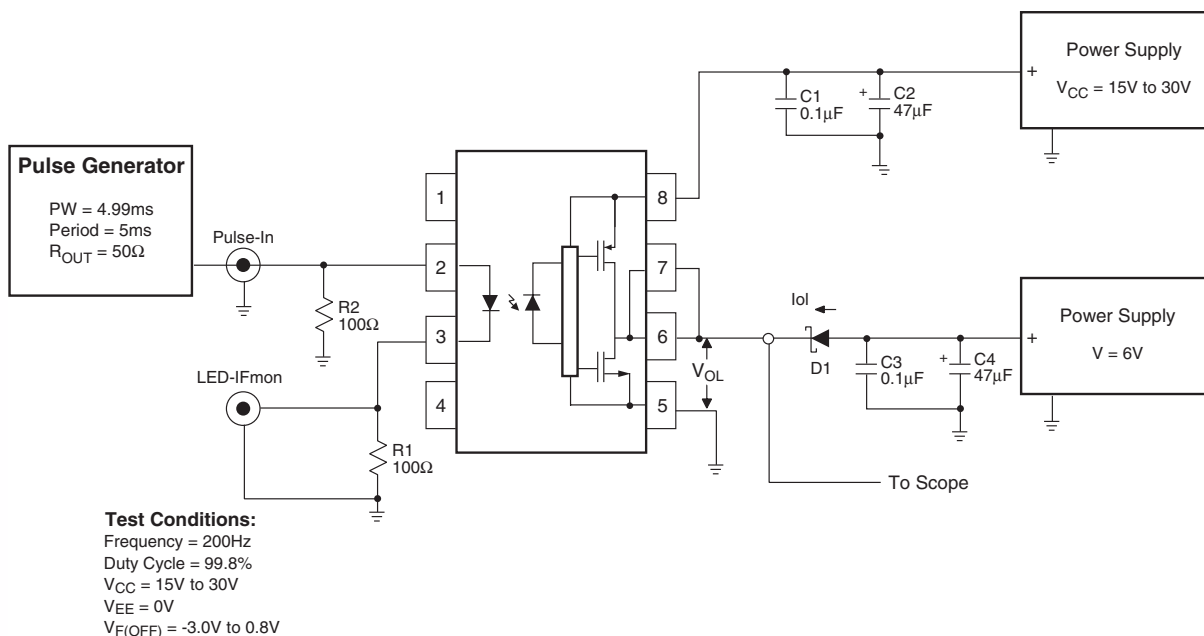 Power Supply
V_CC = 15V to 30V
+
C1
0.1μF
+
C2
47μF
Pulse Generator
PW = 4.99ms
Period = 5ms
R_OUT = 50Ω
Pulse-In
R2
100Ω
LED-IFmon
R1
100Ω
1
2
3
4
8
7
6
5
V_OL
Iol
D1
C3
0.1μF
+
C4
47μF
+
Power Supply
V = 6V
To Scope
Test Conditions:
Frequency = 200Hz
Duty Cycle = 99.8%
V_CC = 15V to 30V
V_EE = 0V
V_F(OFF) = -3.0V to 0.8V